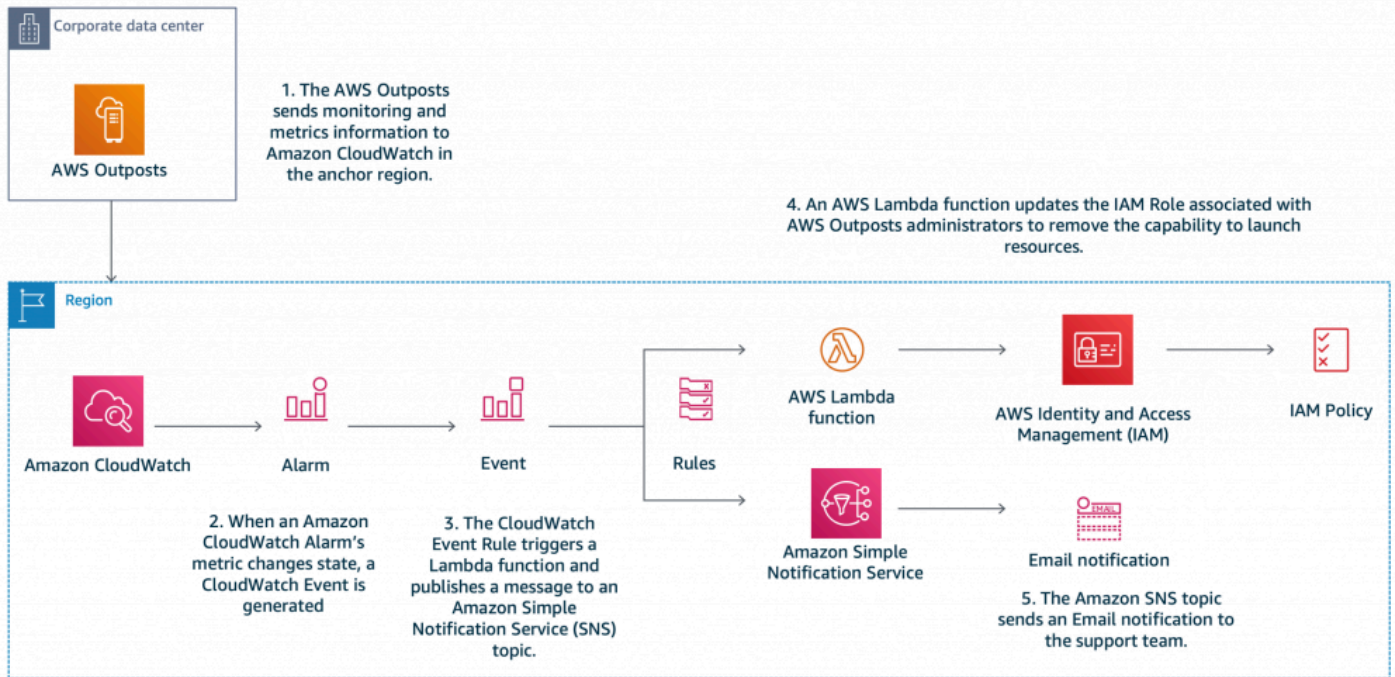 Corporate data center
AWS Outposts
1. The AWS Outposts
sends monitoring and
metrics information to
Amazon CloudWatch in
the anchor region.
4. An AWS Lambda function updates the IAM Role associated with
AWS Outposts administrators to remove the capability to launch
resources.
Region
Amazon CloudWatch
Alarm
Event
Rules
AWS Lambda
function
AWS Identity and Access
Management (IAM)
IAM Policy
2. When an Amazon
CloudWatch Alarm's
metric changes state, a
CloudWatch Event is
generated
3. The CloudWatch
Event Rule triggers a
Lambda function and
publishes a message to an
Amazon Simple
Notification Service (SNS)
topic.
Amazon Simple
Notification Service
EMAIL
Email notification
5. The Amazon SNS topic
sends an Email notification to
the support team.